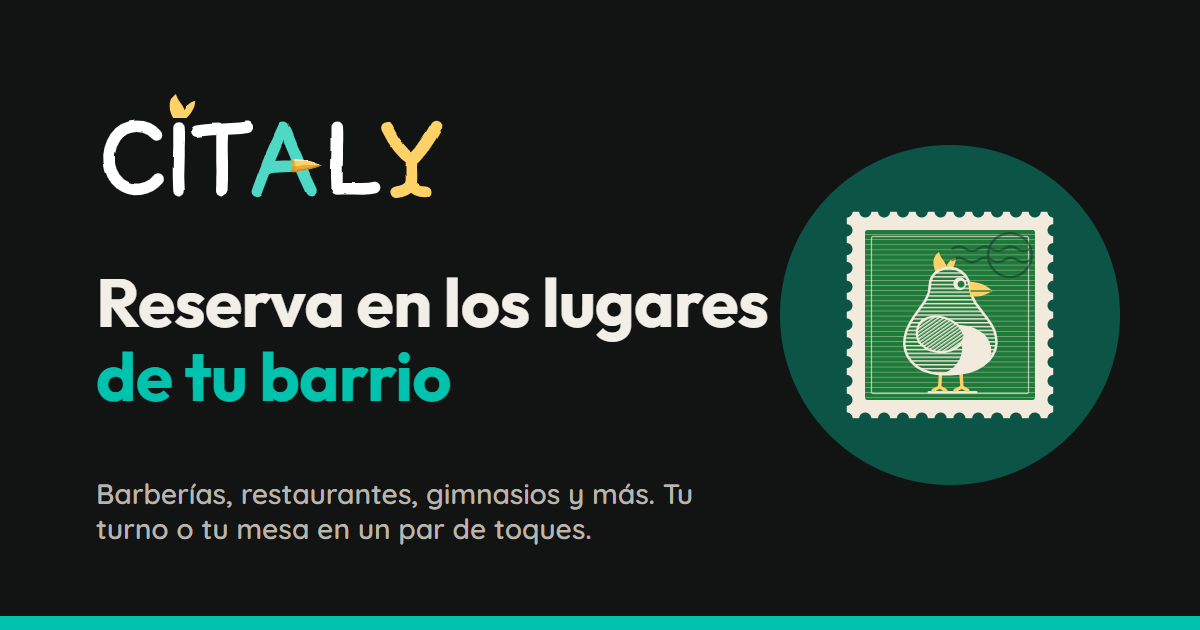 CITALY
Reserva en los lugares
de tu barrio
Barberías, restaurantes, gimnasios y más. Tu
turno o tu mesa en un par de toques.